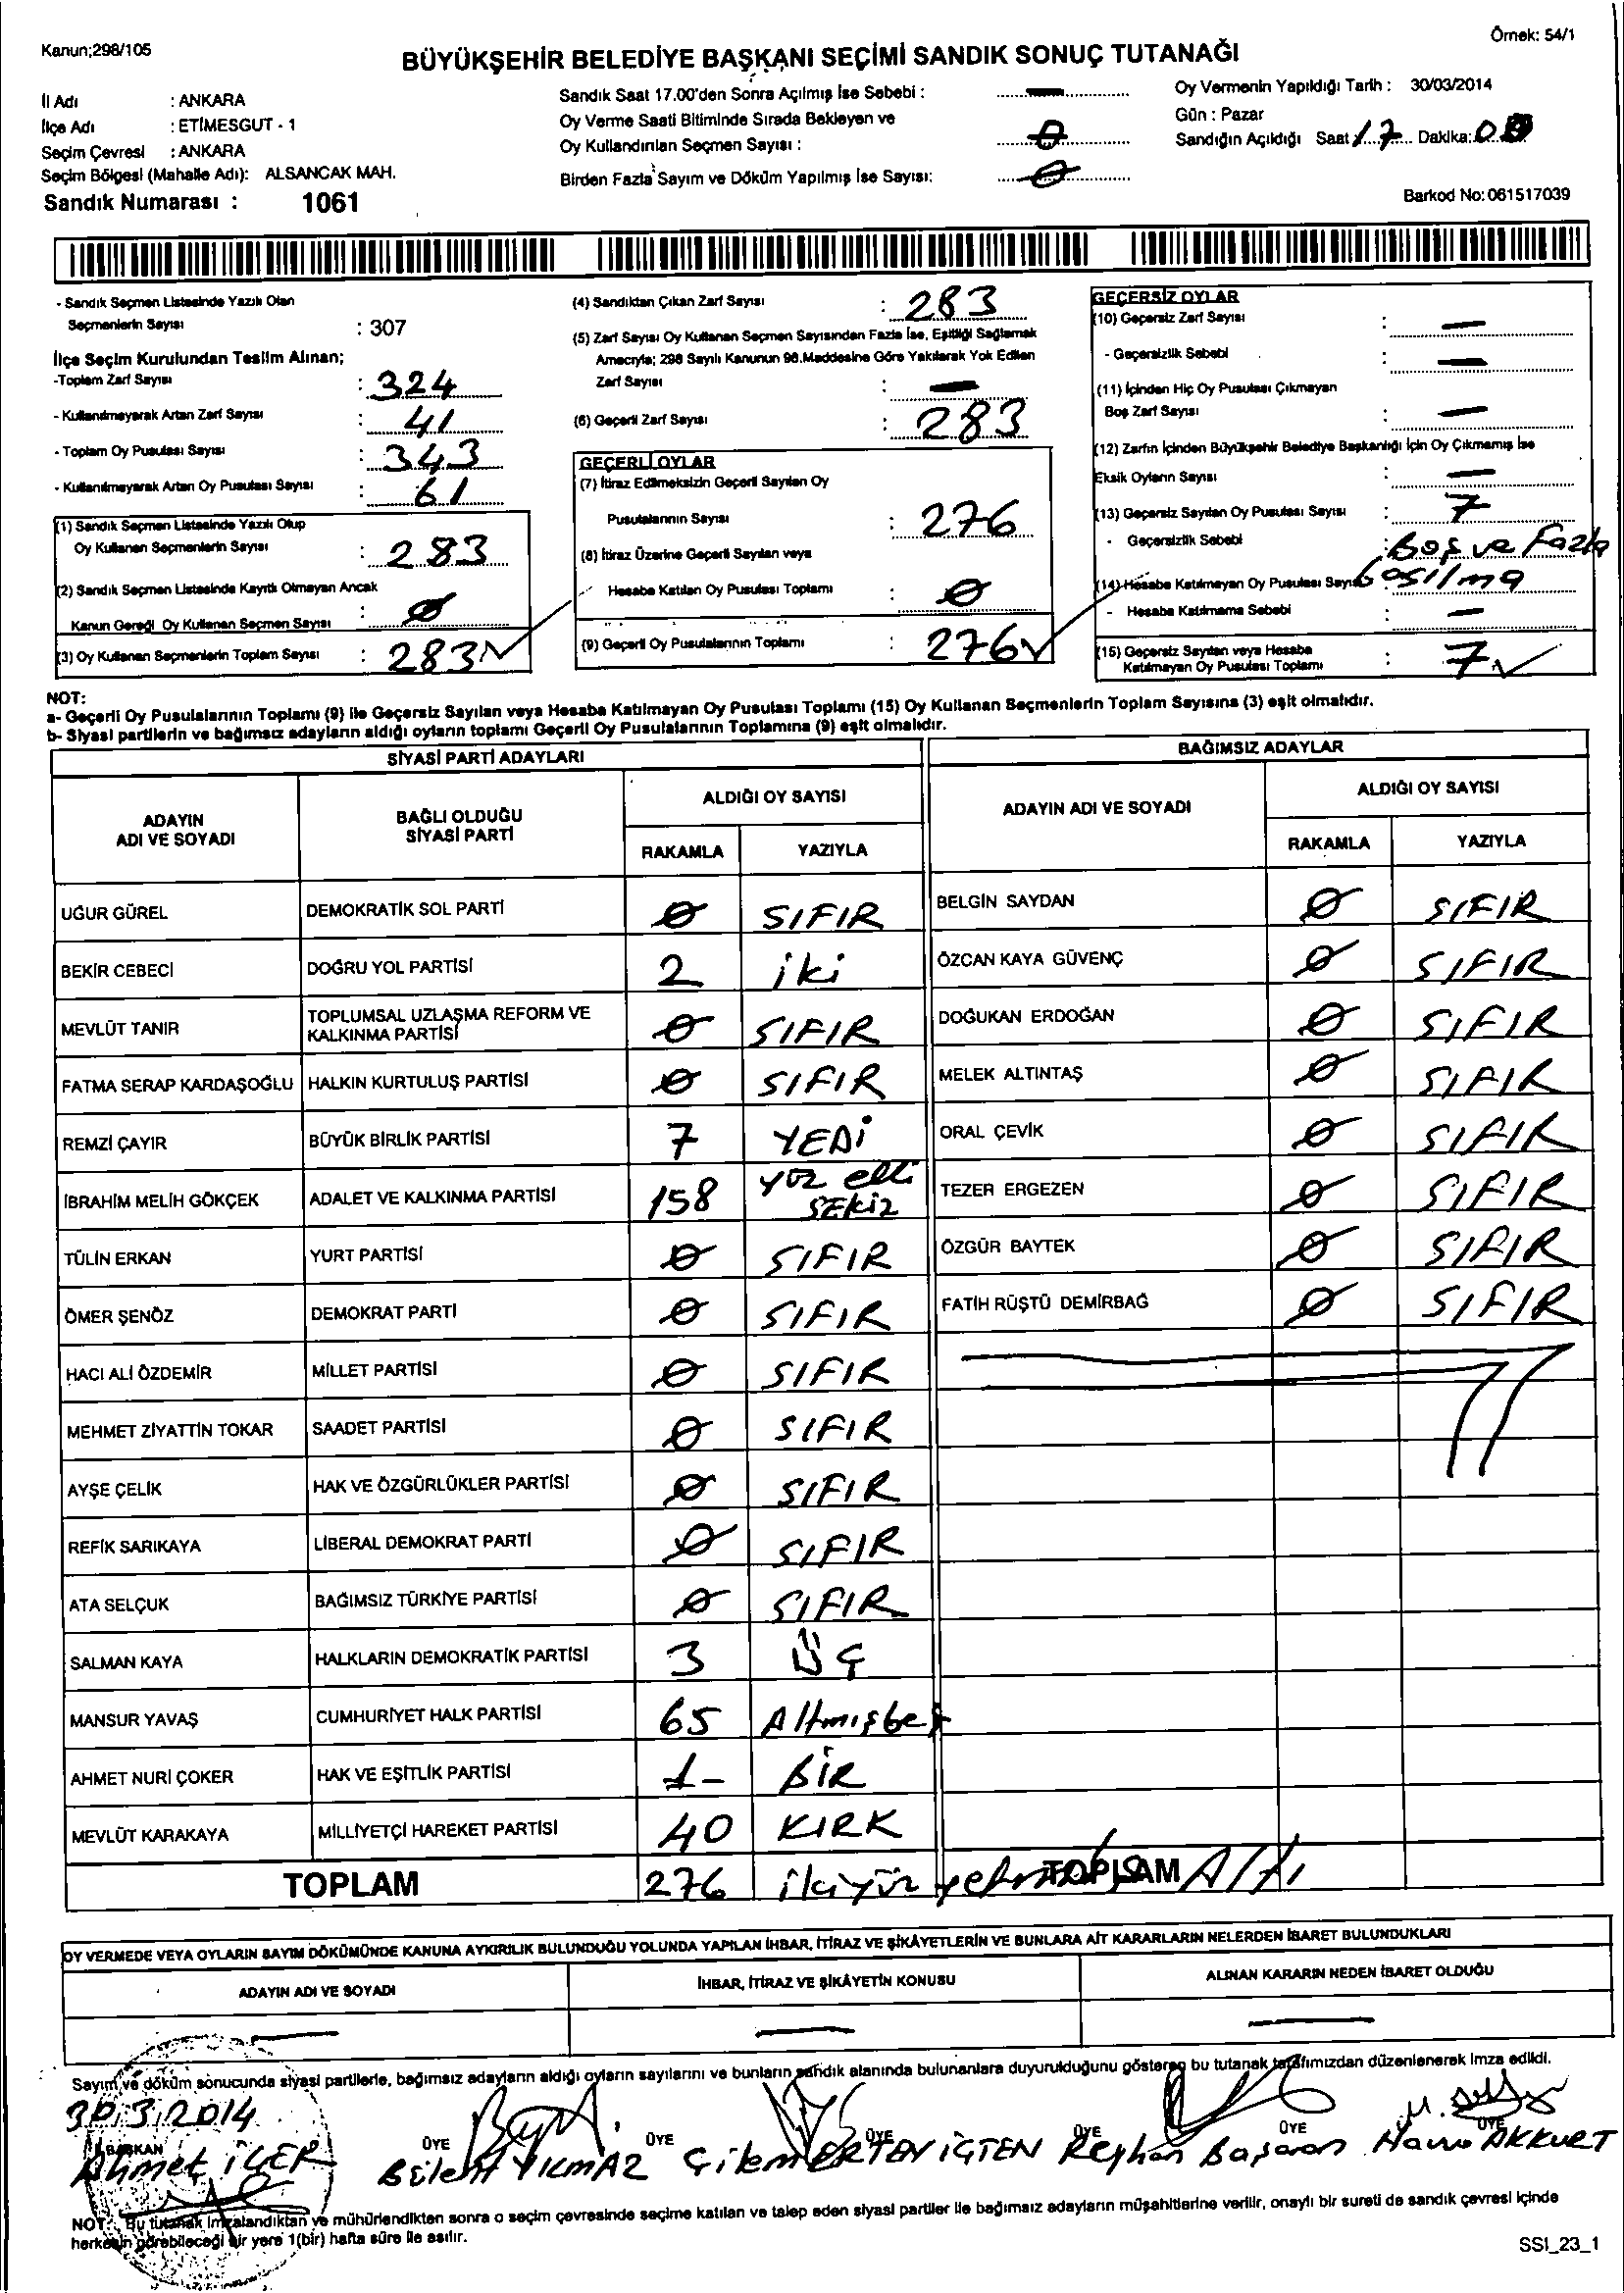 Kanun;298/105
Örnek: 54/1
BÜYÜKŞEHİR BELEDİYE BAŞKANI SEÇİMİ SANDIK SONUÇ TUTANAĞI
İl Adı : ANKARA
İlçe Adı : ETİMESGUT - 1
Seçim Çevresi : ANKARA
Seçim Bölgesi (Mahalle Adı): ALSANCAK MAH.
Sandık Numarası : 1061
Sandık Saat 17.00'den Sonra Açılmış İse Sebebi : —
Oy Verme Saati Bitiminde Sırada Bekleyen ve
Oy Kullandırılan Seçmen Sayısı : 0
Birden Fazla Sayım ve Döküm Yapılmış İse Sayısı: 0
Oy Vermenin Yapıldığı Tarih : 30/03/2014
Gün : Pazar
Sandığın Açıldığı Saat 17 Dakika: 00
Barkod No:061517039
- Sandık Seçmen Listesinde Yazılı Olan
Seçmenlerin Sayısı : 307
İlçe Seçim Kurulundan Teslim Alınan;
-Toplam Zarf Sayısı : 324
- Kullanılmayarak Artan Zarf Sayısı : 41
- Toplam Oy Pusulası Sayısı : 343
- Kullanılmayarak Artan Oy Pusulası Sayısı : 61
(1) Sandık Seçmen Listesinde Yazılı Olup
Oy Kullanan Seçmenlerin Sayısı : 283
(2) Sandık Seçmen Listesinde Kayıtlı Olmayan Ancak
Kanun Gereği Oy Kullanan Seçmen Sayısı : 0
(3) Oy Kullanan Seçmenlerin Toplam Sayısı : 283
(4) Sandıktan Çıkan Zarf Sayısı : 283
(5) Zarf Sayısı Oy Kullanan Seçmen Sayısından Fazla İse, Eşitliği Sağlamak
Amacıyla; 298 Sayılı Kanunun 98.Maddesine Göre Yakılarak Yok Edilen
Zarf Sayısı : —
(6) Geçerli Zarf Sayısı : 283
GEÇERLİ OYLAR
(7) İtiraz Edilmeksizin Geçerli Sayılan Oy
Pusulalarının Sayısı : 276
(8) İtiraz Üzerine Geçerli Sayılan veya
Hesaba Katılan Oy Pusulası Toplamı : 0
(9) Geçerli Oy Pusulalarının Toplamı : 276
GEÇERSİZ OYLAR
(10) Geçersiz Zarf Sayısı : —
- Geçersizlik Sebebi : —
(11) İçinden Hiç Oy Pusulası Çıkmayan
Boş Zarf Sayısı : —
(12) Zarfın İçinden Büyükşehir Belediye Başkanlığı İçin Oy Çıkmamış İse
Eksik Oyların Sayısı : —
(13) Geçersiz Sayılan Oy Pusulası Sayısı : 7
- Geçersizlik Sebebi : Boş ve Fazla
basılma
(14) Hesaba Katılmayan Oy Pusulası Sayısı
- Hesaba Katılmama Sebebi : —
(15) Geçersiz Sayılan veya Hesaba
Katılmayan Oy Pusulası Toplamı : 7
NOT:
a- Geçerli Oy Pusulalarının Toplamı (9) ile Geçersiz Sayılan veya Hesaba Katılmayan Oy Pusulası Toplamı (15) Oy Kullanan Seçmenlerin Toplam Sayısına (3) eşit olmalıdır.
b- Siyasi partilerin ve bağımsız adayların aldığı oyların toplamı Geçerli Oy Pusulalarının Toplamına (9) eşit olmalıdır.
SİYASİ PARTİ ADAYLARI
ADAYIN ADI VE SOYADI
BAĞLI OLDUĞU SİYASİ PARTİ
ALDIĞI OY SAYISI
RAKAMLA YAZIYLA
UĞUR GÜREL DEMOKRATİK SOL PARTİ 0 SIFIR
BEKİR CEBECİ DOĞRU YOL PARTİSİ 2 iki
MEVLÜT TANIR TOPLUMSAL UZLAŞMA REFORM VE KALKINMA PARTİSİ 0 SIFIR
FATMA SERAP KARDAŞOĞLU HALKIN KURTULUŞ PARTİSİ 0 SIFIR
REMZİ ÇAYIR BÜYÜK BİRLİK PARTİSİ 7 YEDİ
İBRAHİM MELİH GÖKÇEK ADALET VE KALKINMA PARTİSİ 158 yüz elli SEKİZ
TÜLİN ERKAN YURT PARTİSİ 0 SIFIR
ÖMER ŞENÖZ DEMOKRAT PARTİ 0 SIFIR
HACI ALİ ÖZDEMİR MİLLET PARTİSİ 0 SIFIR
MEHMET ZİYATTİN TOKAR SAADET PARTİSİ 0 SIFIR
AYŞE ÇELİK HAK VE ÖZGÜRLÜKLER PARTİSİ 0 SIFIR
REFİK SARIKAYA LİBERAL DEMOKRAT PARTİ 0 SIFIR
ATA SELÇUK BAĞIMSIZ TÜRKİYE PARTİSİ 0 SIFIR
SALMAN KAYA HALKLARIN DEMOKRATİK PARTİSİ 3 ÜÇ
MANSUR YAVAŞ CUMHURİYET HALK PARTİSİ 65 Altmışbeş
AHMET NURİ ÇOKER HAK VE EŞİTLİK PARTİSİ 1- BİR
MEVLÜT KARAKAYA MİLLİYETÇİ HAREKET PARTİSİ 40 KIRK
TOPLAM 276 ikiyüz yetmiş Altı
BAĞIMSIZ ADAYLAR
ADAYIN ADI VE SOYADI
ALDIĞI OY SAYISI
RAKAMLA YAZIYLA
BELGİN SAYDAN 0 SIFIR
ÖZCAN KAYA GÜVENÇ 0 SIFIR
DOĞUKAN ERDOĞAN 0 SIFIR
MELEK ALTINTAŞ 0 SIFIR
ORAL ÇEVİK 0 SIFIR
TEZER ERGEZEN 0 SIFIR
ÖZGÜR BAYTEK 0 SIFIR
FATİH RÜŞTÜ DEMİRBAĞ 0 SIFIR
TOPLAM
OY VERMEDE VEYA OYLARIN SAYIM DÖKÜMÜNDE KANUNA AYKIRILIK BULUNDUĞU YOLUNDA YAPILAN İHBAR, İTİRAZ VE ŞİKÂYETLERİN VE BUNLARA AİT KARARLARIN NELERDEN İBARET BULUNDUKLARI
ADAYIN ADI VE SOYADI İHBAR, İTİRAZ VE ŞİKÂYETİN KONUSU ALINAN KARARIN NEDEN İBARET OLDUĞU
— — —
Sayım ve döküm sonucunda siyasi partilerle, bağımsız adayların aldığı oyların sayılarını ve bunların sandık alanında bulunanlara duyurulduğunu gösteren bu tutanak tarafımızdan düzenlenerek imza edildi.
30/3/2014
BAŞKAN ÜYE ÜYE ÜYE ÜYE ÜYE
Ahmet İÇER Bülent YILMAZ Çilem ERTEN İÇTEN Reyhan Başaran AKKURT
NOT: Bu tutanak imzalandıktan ve mühürlendikten sonra o seçim çevresinde seçime katılan ve talep eden siyasi partiler ile bağımsız adayların müşahitlerine verilir, onaylı bir sureti de sandık çevresi içinde
herkesin görebileceği bir yere 1(bir) hafta süre ile asılır.
SSI_23_1